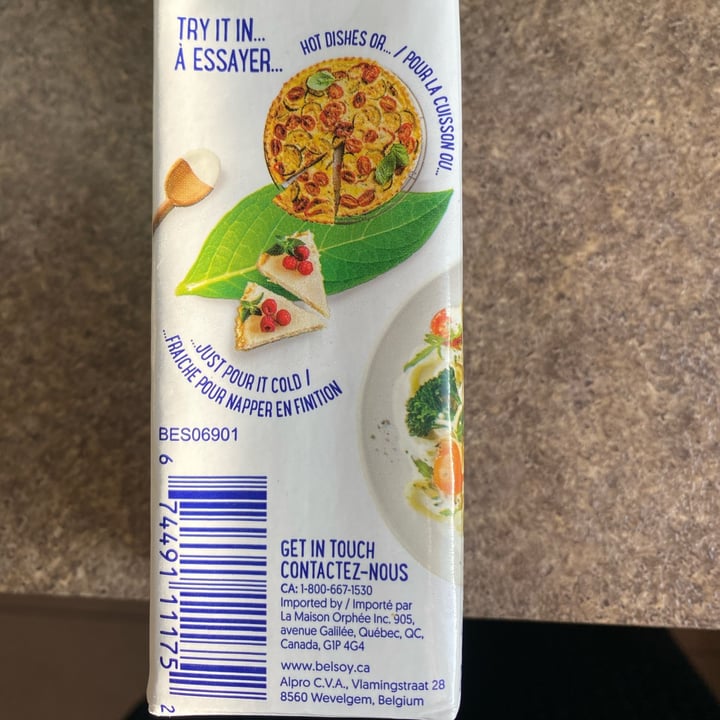 TRY IT IN...
À ESSAYER...
HOT DISHES OR... / POUR LA CUISSON OU...
...JUST POUR IT COLD /
...FRAICHE POUR NAPPER EN FINITION
BES06901
6 74491 11175 2
GET IN TOUCH
CONTACTEZ-NOUS
CA: 1-800-667-1530
Imported by / Importé par
La Maison Orphée Inc. 905,
avenue Galilée, Québec, QC,
Canada, G1P 4G4
www.belsoy.ca
Alpro C.V.A., Vlamingstraat 28
8560 Wevelgem, Belgium